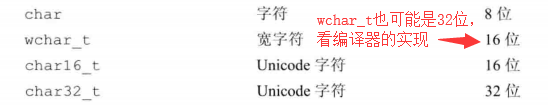 char 字符 8 位
wchar_t 宽字符 16 位
wchar_t也可能是32位，
看编译器的实现
char16_t Unicode 字符 16 位
char32_t Unicode 字符 32 位